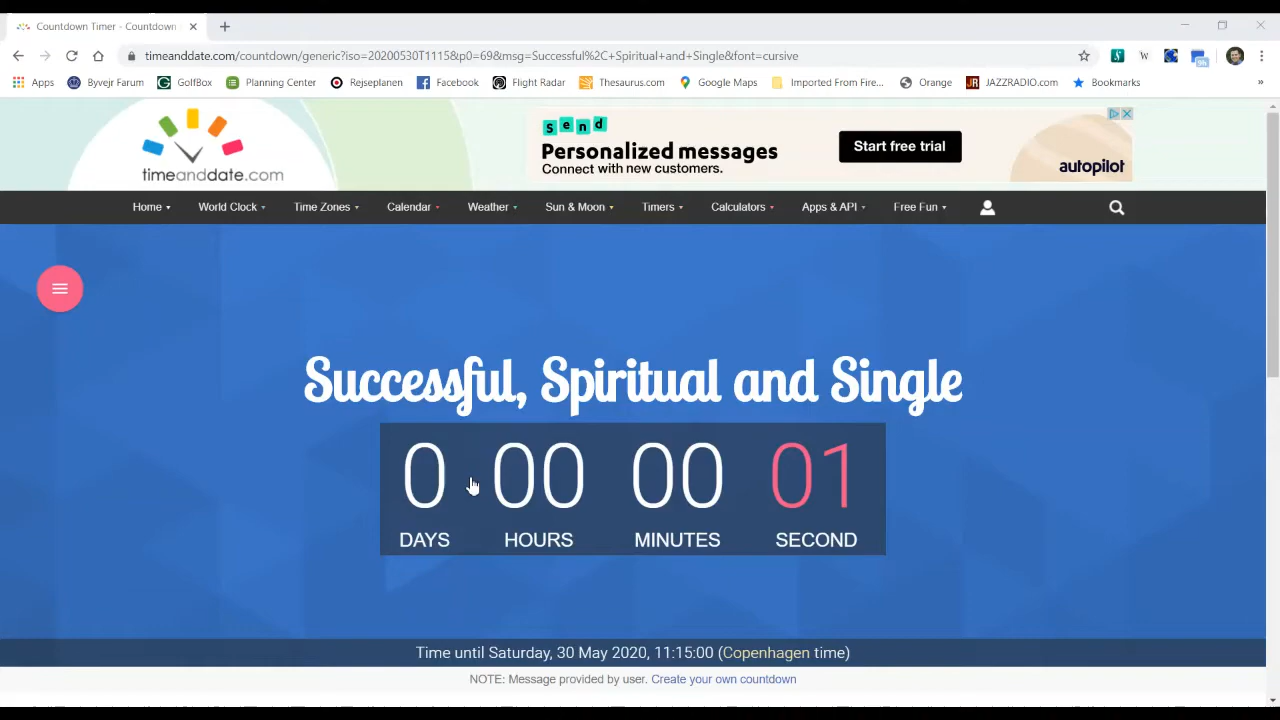 Countdown Timer - Countdown
timeanddate.com/countdown/generic?iso=20200530T1115&p0=69&msg=Successful%2C+Spiritual+and+Single&font=cursive
Apps Byvejr Farum GolfBox Planning Center Rejseplanen Facebook Flight Radar Thesaurus.com Google Maps Imported From Fire... Orange JAZZRADIO.com Bookmarks »
timeanddate.com
send
Personalized messages
Connect with new customers.
Start free trial
autopilot
Home World Clock Time Zones Calendar Weather Sun & Moon Timers Calculators Apps & API Free Fun
Successful, Spiritual and Single
0 00 00 01
DAYS HOURS MINUTES SECOND
Time until Saturday, 30 May 2020, 11:15:00 (Copenhagen time)
NOTE: Message provided by user. Create your own countdown